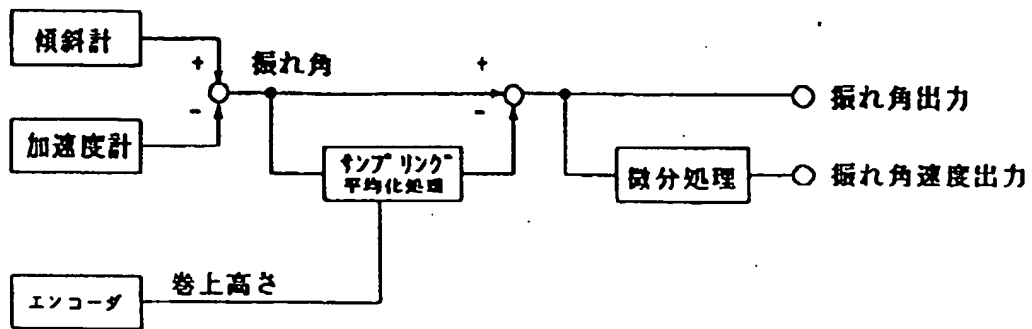 傾斜計
+
-
振れ角
加速度計
+
-
サンプリング
平均化処理
振れ角出力
微分処理
振れ角速度出力
エンコーダ
巻上高さ